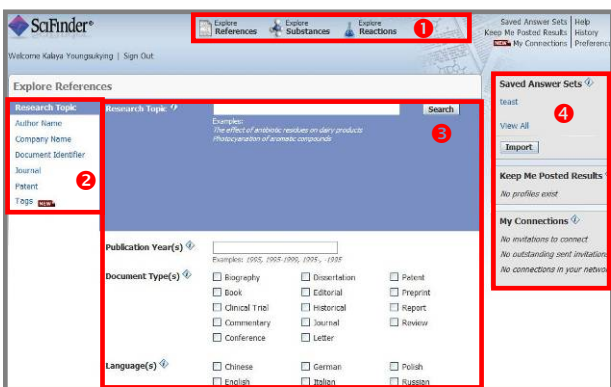 SciFinder®
Explore References
Explore Substances
Explore Reactions
1
Saved Answer Sets | Help
Keep Me Posted Results | History
NEW My Connections | Preferenc
Welcome Kalaya Youngsukying | Sign Out
Explore References
Research Topic
Author Name
Company Name
Document Identifier
Journal
Patent
Tags NEW
2
Research Topic
Search
Examples:
The effect of antibiotic residues on dairy products
Photocyanation of aromatic compounds
3
Publication Year(s)
Examples: 1995, 1995-1999, 1995-, -1995
Document Type(s)
Biography
Dissertation
Patent
Book
Editorial
Preprint
Clinical Trial
Historical
Report
Commentary
Journal
Review
Conference
Letter
Language(s)
Chinese
German
Polish
English
Italian
Russian
Saved Answer Sets
teast
4
View All
Import
Keep Me Posted Results
No profiles exist
My Connections
No invitations to connect
No outstanding sent invitations
No connections in your networ